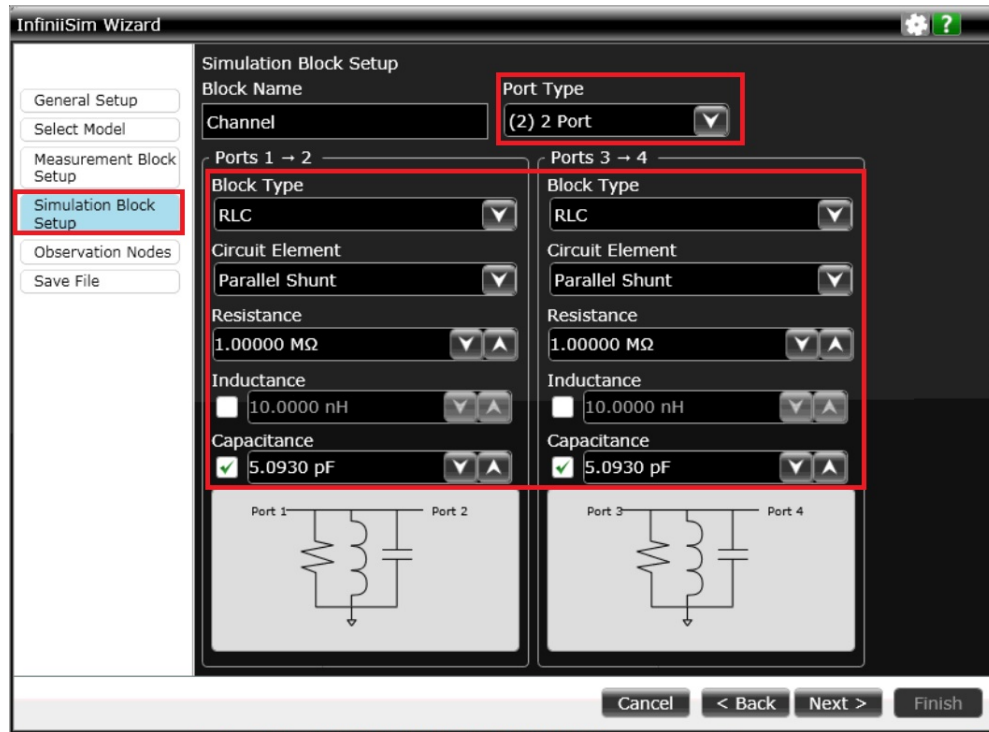 InfiniiSim Wizard
?
General Setup
Select Model
Measurement Block
Setup
Simulation Block
Setup
Observation Nodes
Save File
Simulation Block Setup
Block Name
Channel
Port Type
(2) 2 Port
Ports 1 → 2
Block Type
RLC
Circuit Element
Parallel Shunt
Resistance
1.00000 MΩ
Inductance
10.0000 nH
Capacitance
5.0930 pF
Port 1
Port 2
Ports 3 → 4
Block Type
RLC
Circuit Element
Parallel Shunt
Resistance
1.00000 MΩ
Inductance
10.0000 nH
Capacitance
5.0930 pF
Port 3
Port 4
Cancel
< Back
Next >
Finish